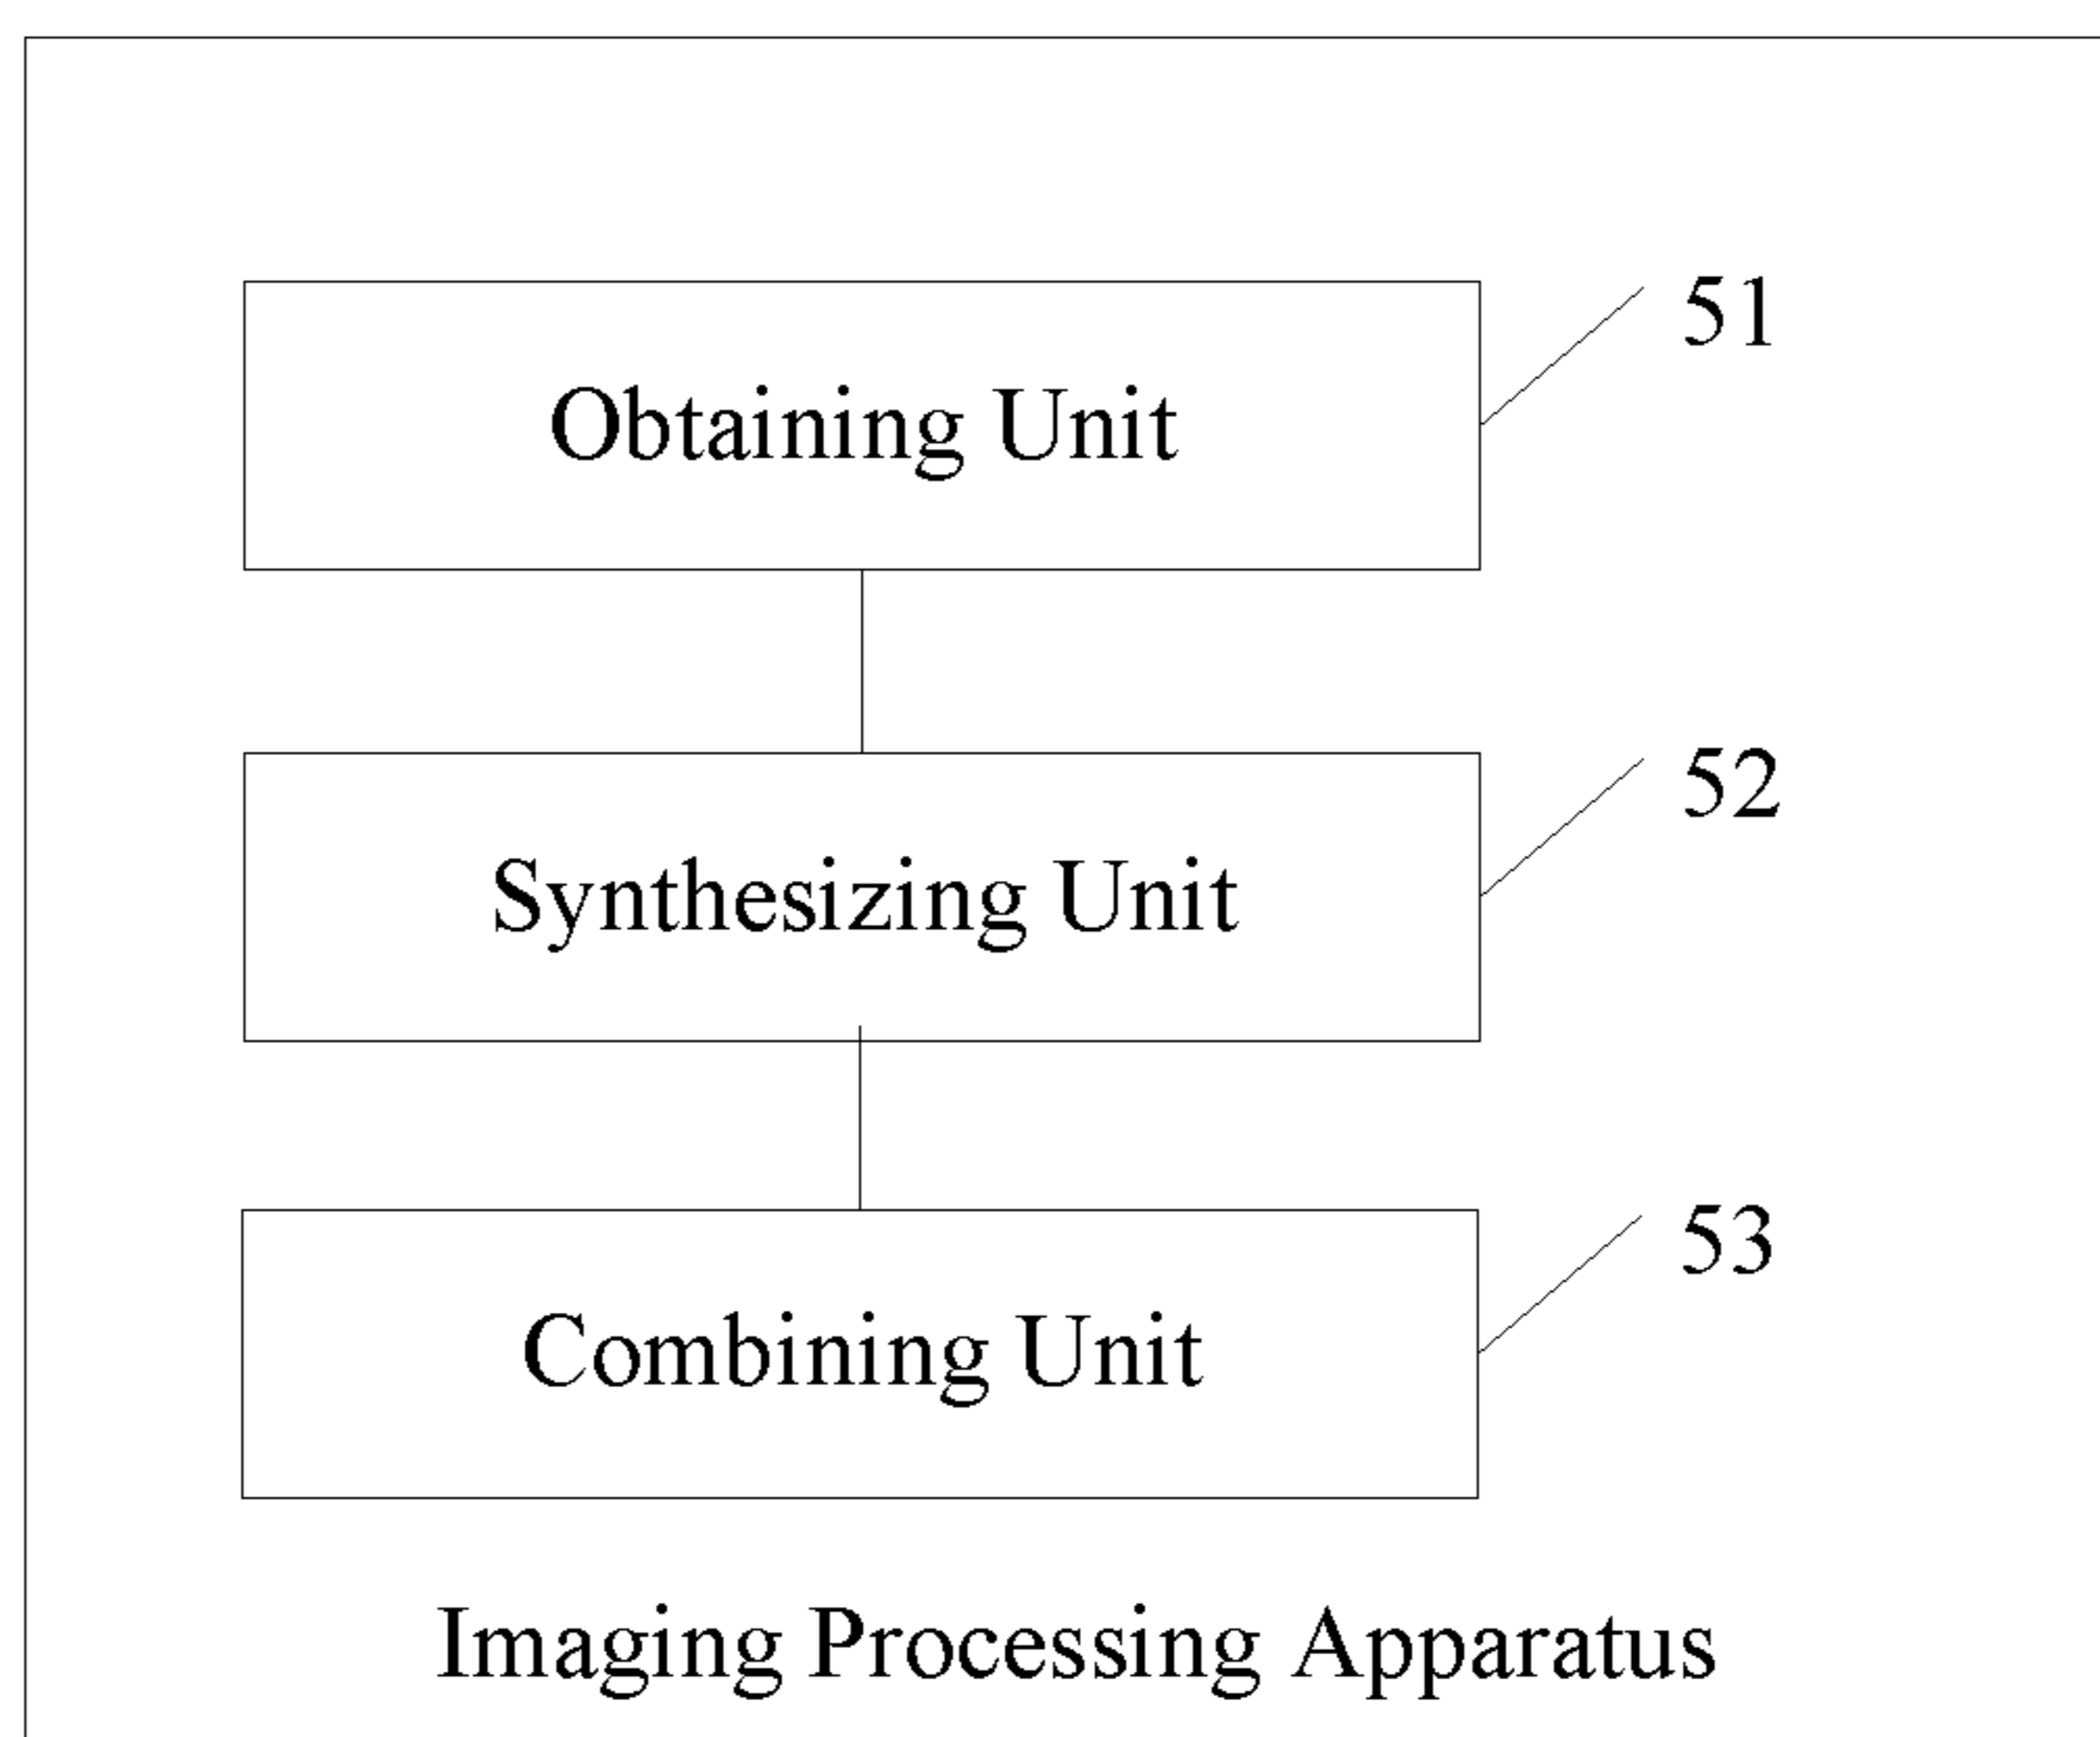 51
Obtaining Unit
52
Synthesizing Unit
53
Combining Unit
Imaging Processing Apparatus